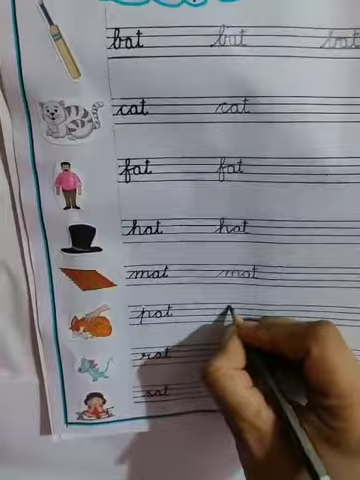 bat bat bat
cat cat
fat fat
hat hat
mat mat
pat
rat
sat